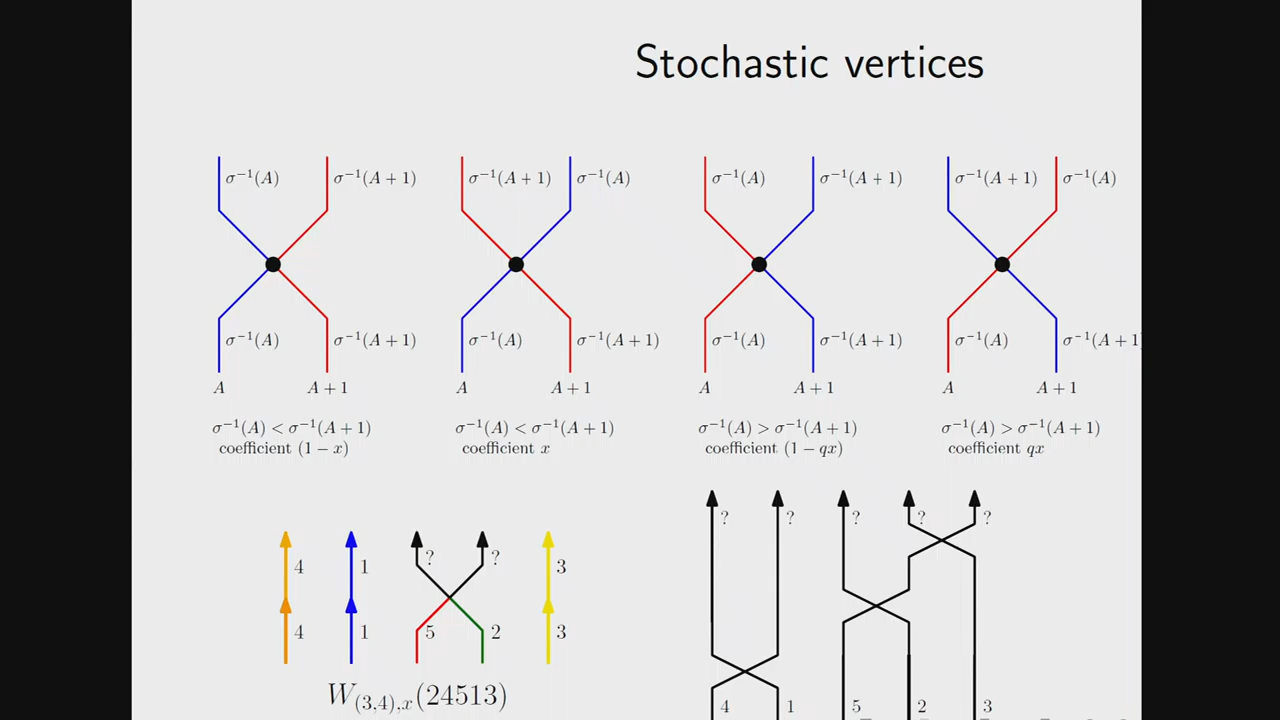 Stochastic vertices
σ⁻¹(A) σ⁻¹(A + 1) σ⁻¹(A + 1) σ⁻¹(A) σ⁻¹(A) σ⁻¹(A + 1) σ⁻¹(A + 1) σ⁻¹(A)
σ⁻¹(A) σ⁻¹(A + 1) σ⁻¹(A) σ⁻¹(A + 1) σ⁻¹(A) σ⁻¹(A + 1) σ⁻¹(A) σ⁻¹(A + 1
A A + 1 A A + 1 A A + 1 A A + 1
σ⁻¹(A) < σ⁻¹(A + 1) σ⁻¹(A) < σ⁻¹(A + 1) σ⁻¹(A) > σ⁻¹(A + 1) σ⁻¹(A) > σ⁻¹(A + 1)
coefficient (1 − x) coefficient x coefficient (1 − qx) coefficient qx
? ? ? ? ?
4 1 ? ? 3
4 1 5 2 3
W₍₃,₄₎,ₓ(24513)
4 1 5 2 3